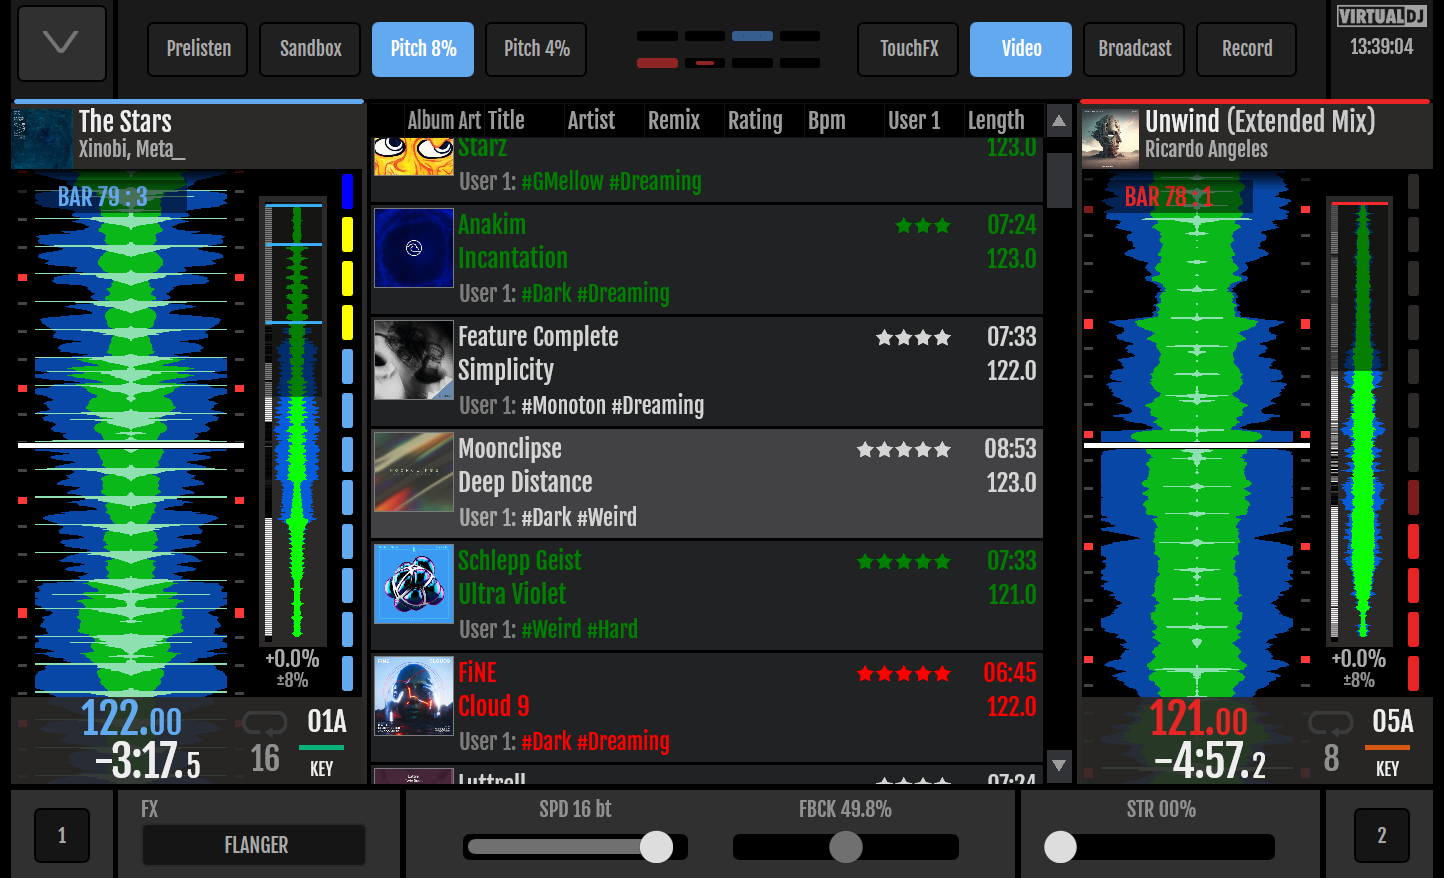 Prelisten Sandbox Pitch 8% Pitch 4% TouchFX Video Broadcast Record
VIRTUALDJ
13:39:04
The Stars
Xinobi, Meta_
BAR 79 : 3
+0.0%
±8%
122.00
-3:17.5
16
01A
KEY
Album Art Title Artist Remix Rating Bpm User 1 Length
Starz 123.0
User 1: #GMellow #Dreaming
Anakim ★★★ 07:24
Incantation 123.0
User 1: #Dark #Dreaming
Feature Complete ★★★★ 07:33
Simplicity 122.0
User 1: #Monoton #Dreaming
MOONCLIPSE
Moonclipse ★★★★★ 08:53
Deep Distance 123.0
User 1: #Dark #Weird
Schlepp Geist ★★★★★ 07:33
Ultra Violet 121.0
User 1: #Weird #Hard
FINE CLOUD9
FiNE ★★★★★ 06:45
Cloud 9 122.0
User 1: #Dark #Dreaming
Luttrell ★★★★ 07:24
Unwind (Extended Mix)
Ricardo Angeles
BAR 78 : 1
+0.0%
±8%
121.00
-4:57.2
8
05A
KEY
1
FX
FLANGER
SPD 16 bt
FBCK 49.8%
STR 00%
2